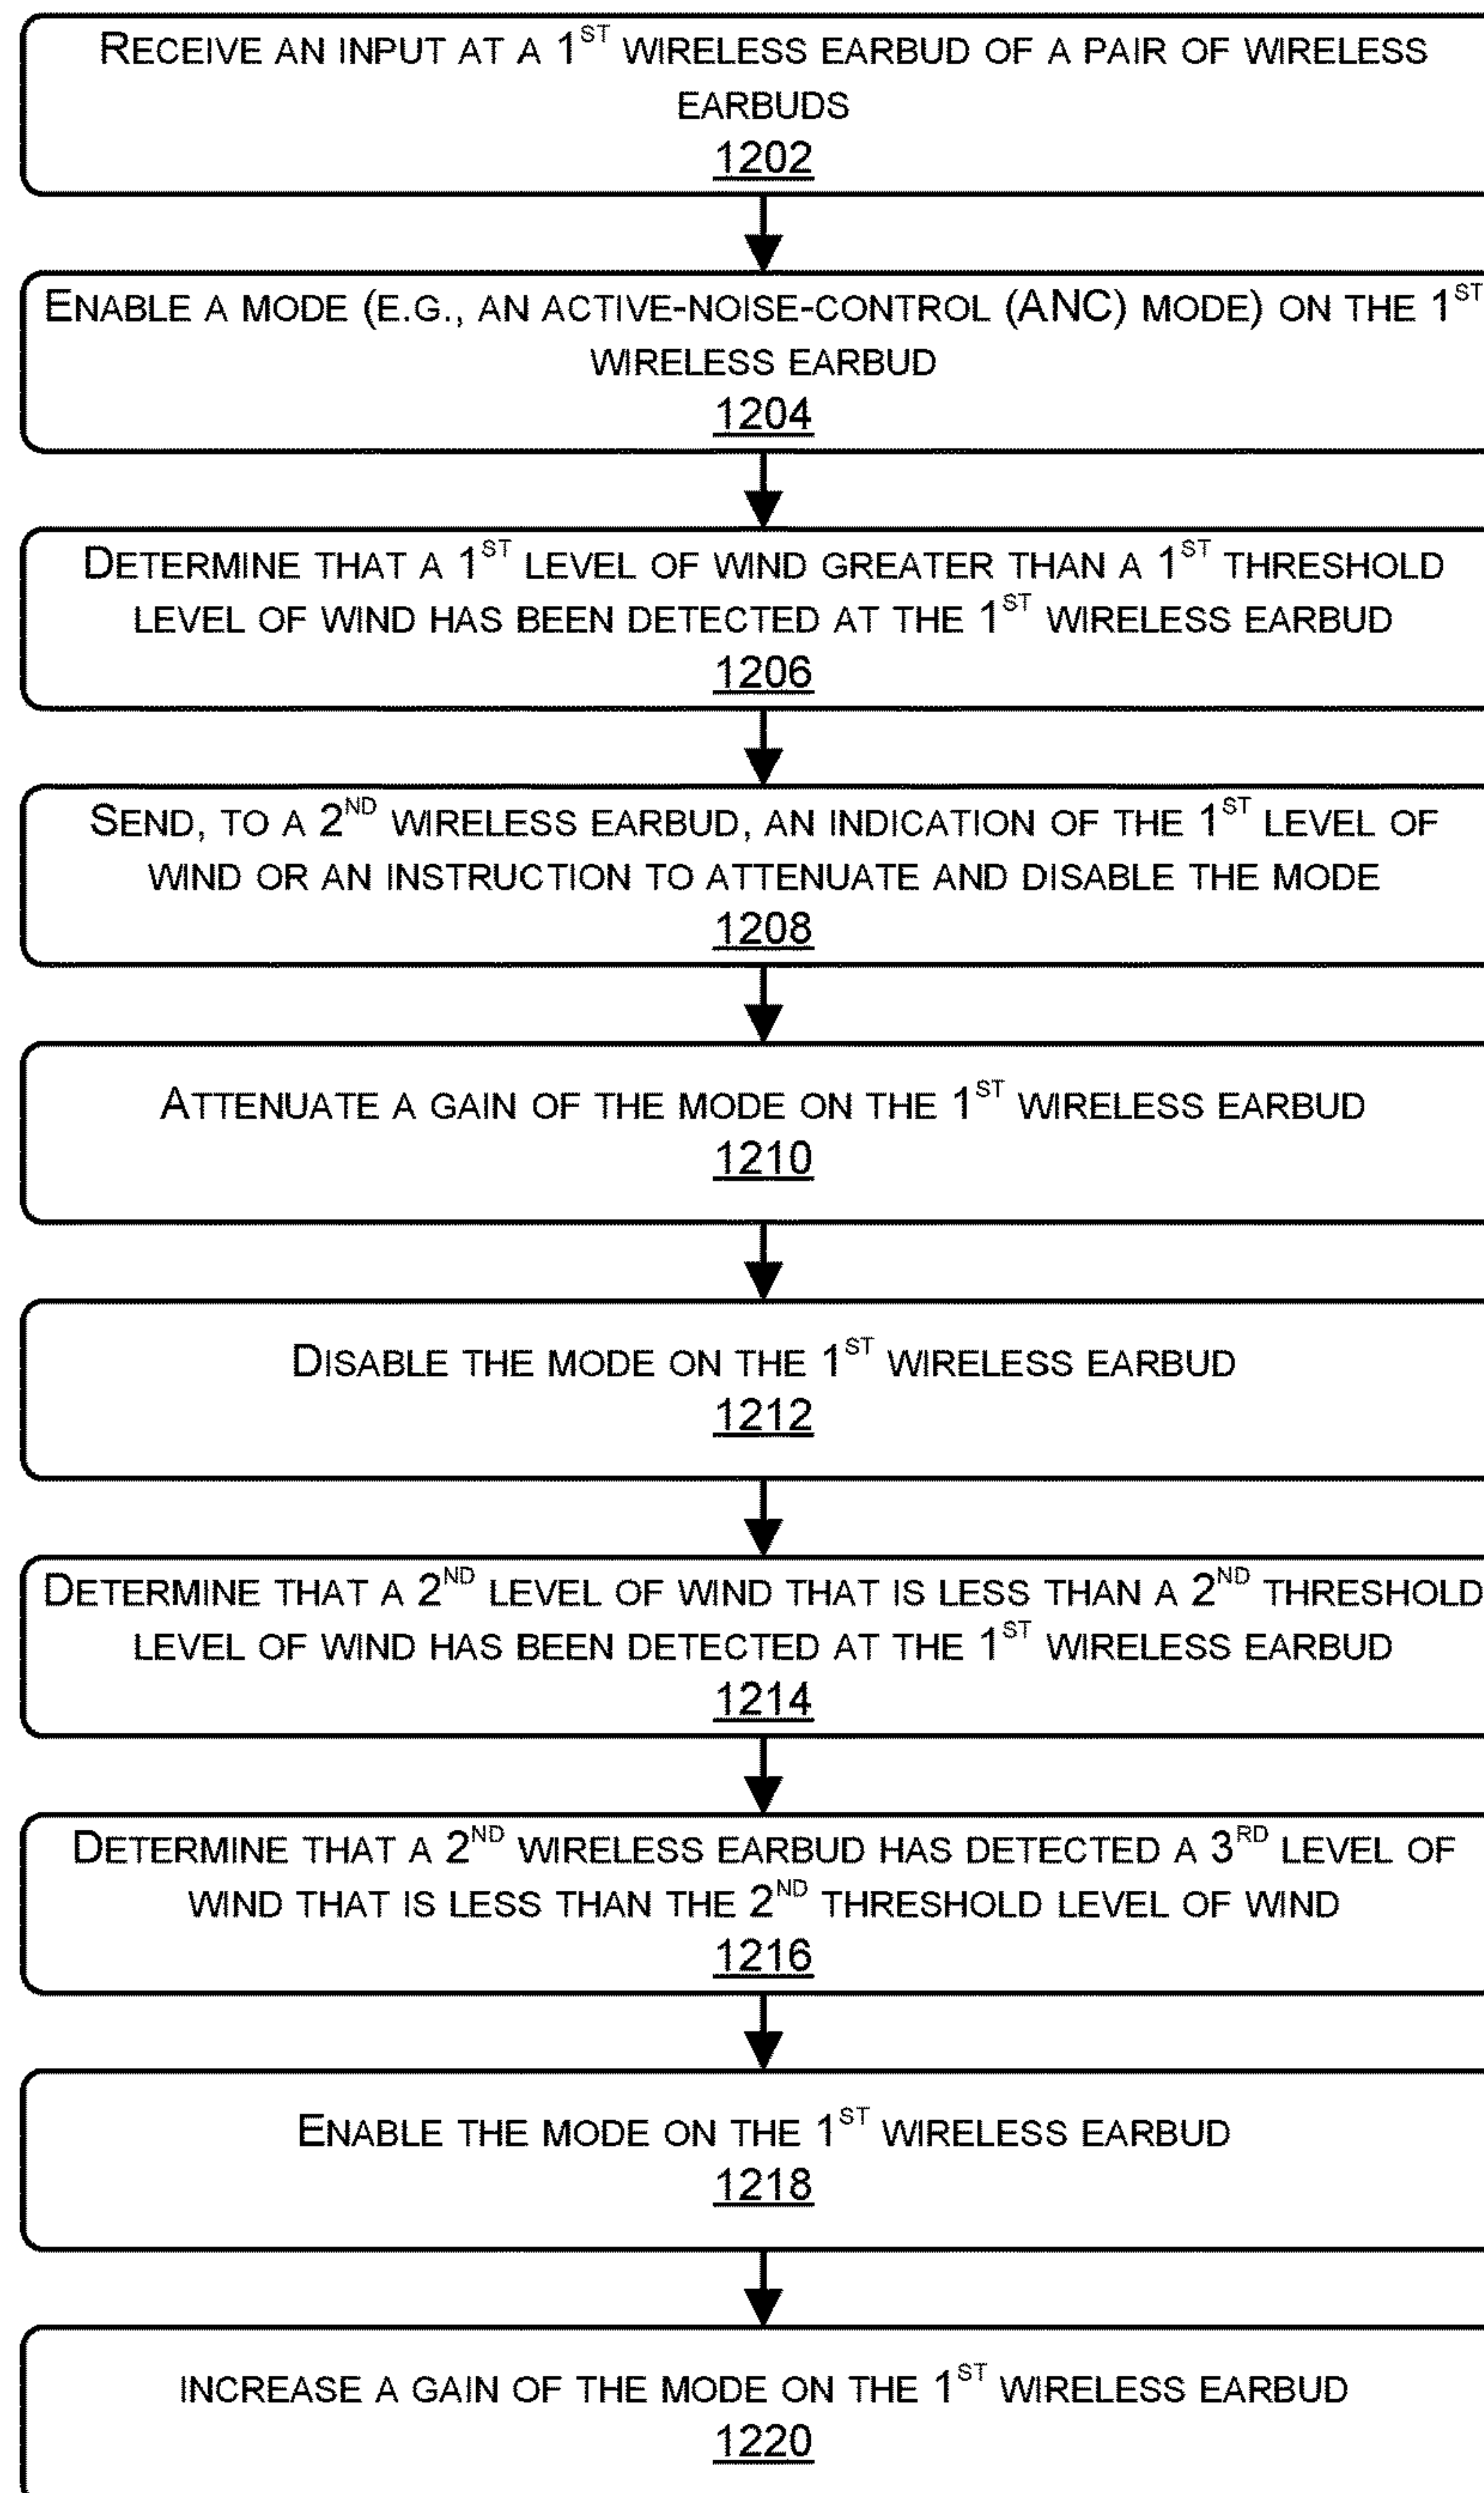 RECEIVE AN INPUT AT A 1ST WIRELESS EARBUD OF A PAIR OF WIRELESS
EARBUDS
1202
ENABLE A MODE (E.G., AN ACTIVE-NOISE-CONTROL (ANC) MODE) ON THE 1ST
WIRELESS EARBUD
1204
DETERMINE THAT A 1ST LEVEL OF WIND GREATER THAN A 1ST THRESHOLD
LEVEL OF WIND HAS BEEN DETECTED AT THE 1ST WIRELESS EARBUD
1206
SEND, TO A 2ND WIRELESS EARBUD, AN INDICATION OF THE 1ST LEVEL OF
WIND OR AN INSTRUCTION TO ATTENUATE AND DISABLE THE MODE
1208
ATTENUATE A GAIN OF THE MODE ON THE 1ST WIRELESS EARBUD
1210
DISABLE THE MODE ON THE 1ST WIRELESS EARBUD
1212
DETERMINE THAT A 2ND LEVEL OF WIND THAT IS LESS THAN A 2ND THRESHOLD
LEVEL OF WIND HAS BEEN DETECTED AT THE 1ST WIRELESS EARBUD
1214
DETERMINE THAT A 2ND WIRELESS EARBUD HAS DETECTED A 3RD LEVEL OF
WIND THAT IS LESS THAN THE 2ND THRESHOLD LEVEL OF WIND
1216
ENABLE THE MODE ON THE 1ST WIRELESS EARBUD
1218
INCREASE A GAIN OF THE MODE ON THE 1ST WIRELESS EARBUD
1220